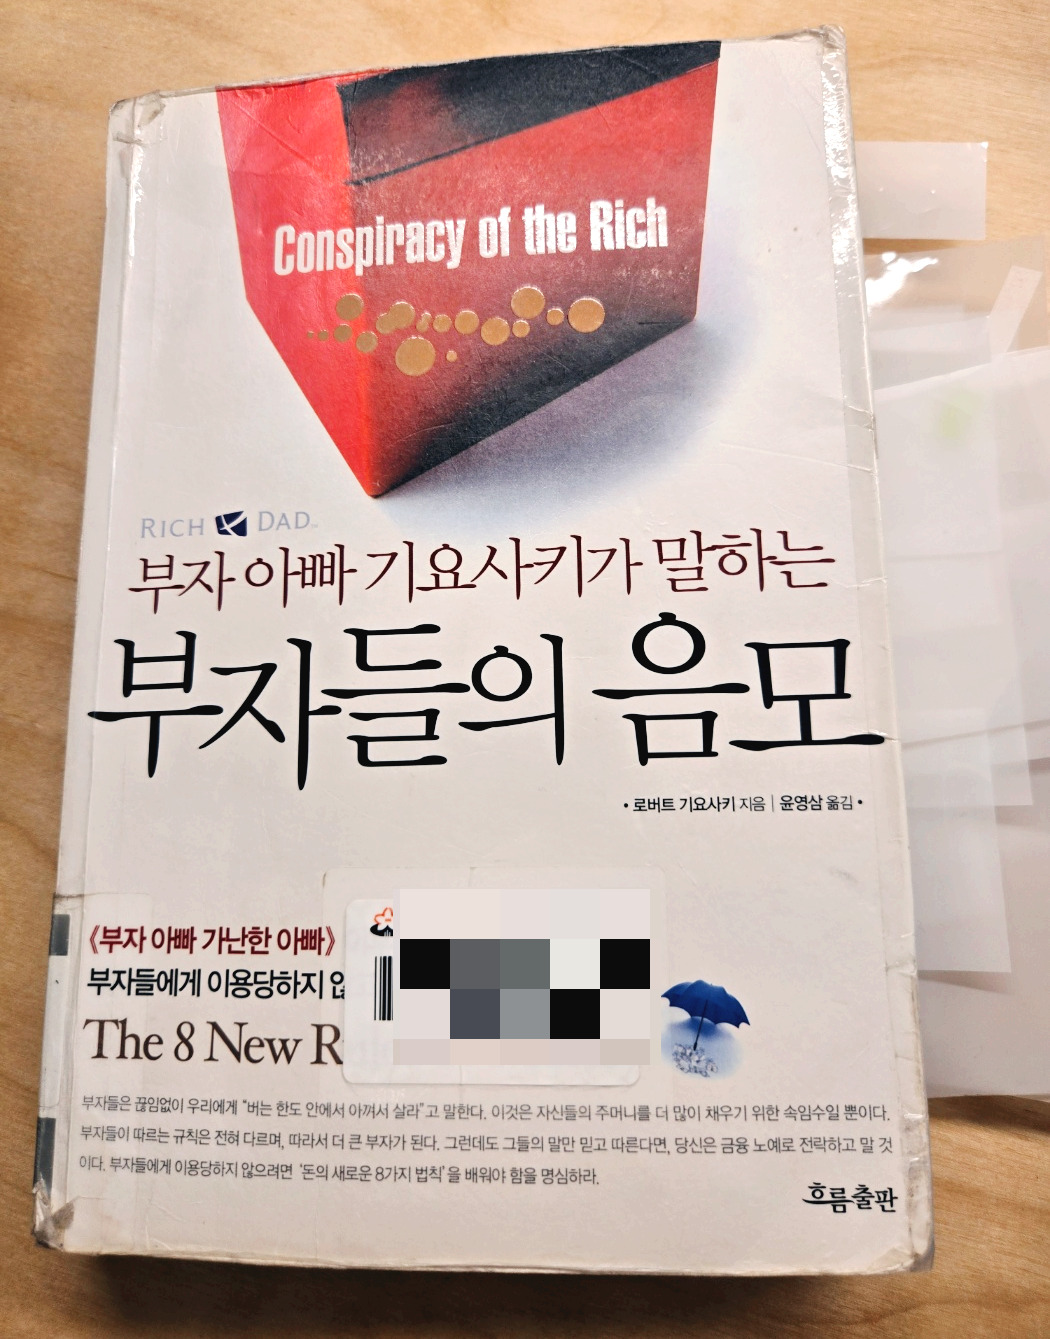 Conspiracy of the Rich
RICH DAD
부자 아빠 기요사키가 말하는
부자들의 음모
• 로버트 기요사키 지음 | 윤영삼 옮김 •
《부자 아빠 가난한 아빠》
부자들에게 이용당하지
The 8 New
부자들은 끊임없이 우리에게 “버는 한도 안에서 아껴서 살라”고 말한다. 이것은 자신들의 주머니를 더 많이 채우기 위한 속임수일 뿐이다.
부자들이 따르는 규칙은 전혀 다르며, 따라서 더 큰 부자가 된다. 그런데도 그들의 말만 믿고 따른다면, 당신은 금융 노예로 전락하고 말 것
이다. 부자들에게 이용당하지 않으려면 ‘돈의 새로운 8가지 법칙’을 배워야 함을 명심하라.
흐름출판